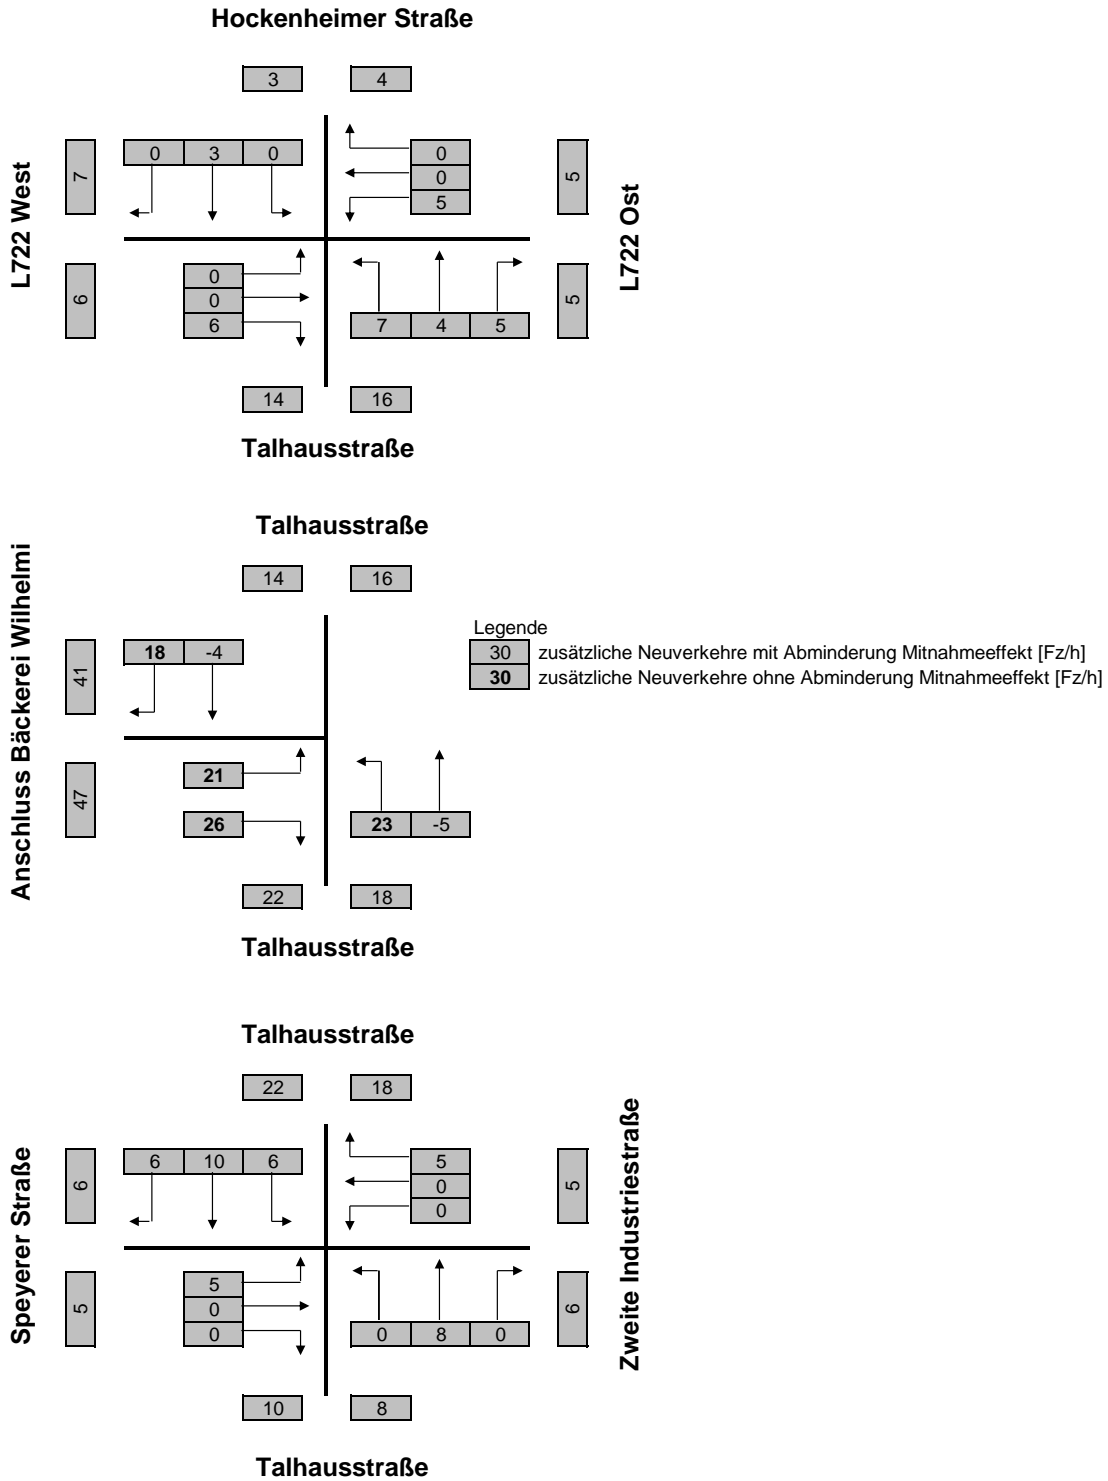 Hockenheimer Straße
3 4
L722 West
7
0 3 0
0
0
5
5
L722 Ost
6
0
0
6
7 4 5
5
14 16
Talhausstraße
Talhausstraße
14 16
Anschluss Bäckerei Wilhelmi
41
18 -4
Legende
30 zusätzliche Neuverkehre mit Abminderung Mitnahmeeffekt [Fz/h]
30 zusätzliche Neuverkehre ohne Abminderung Mitnahmeeffekt [Fz/h]
47
21
26
23 -5
22 18
Talhausstraße
Talhausstraße
22 18
Speyerer Straße
6
6 10 6
5
0
0
5
Zweite Industriestraße
5
5
0
0
0 8 0
6
10 8
Talhausstraße